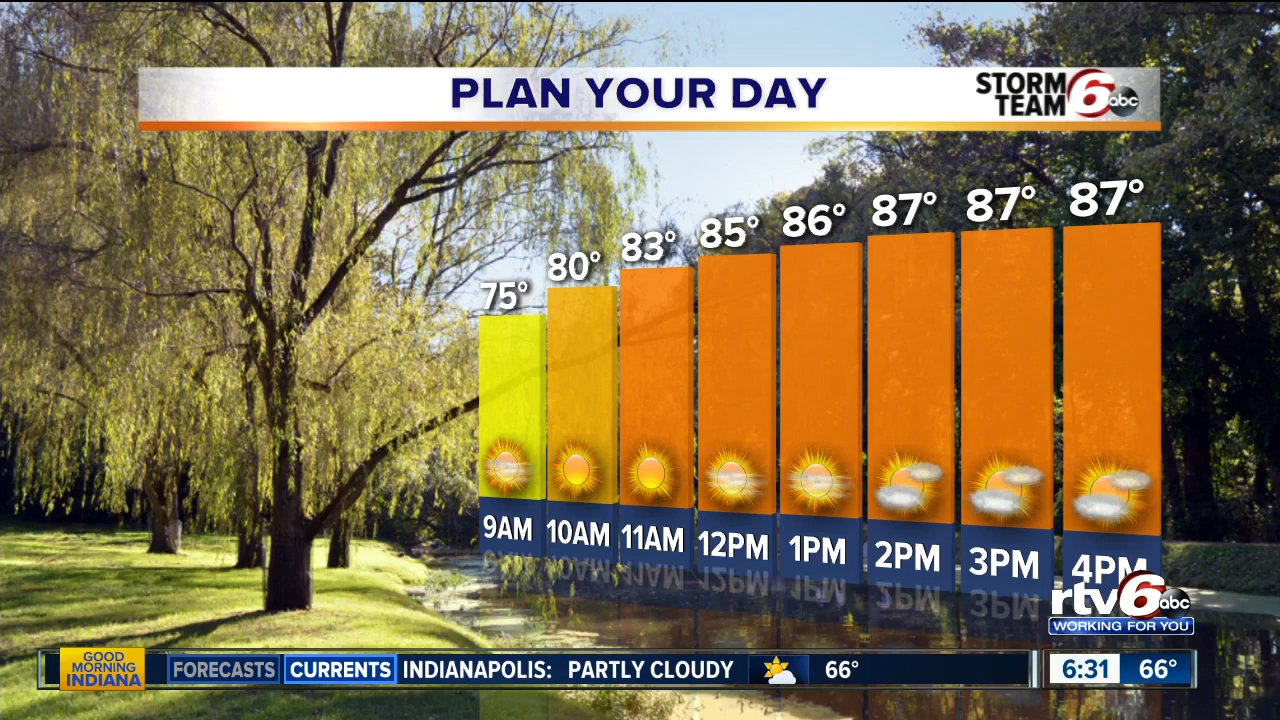 PLAN YOUR DAY
STORM
TEAM 6 abc
75° 80° 83° 85° 86° 87° 87° 87°
9AM 10AM 11AM 12PM 1PM 2PM 3PM 4PM
rtv6 abc
WORKING FOR YOU
GOOD
MORNING
INDIANA
FORECASTS CURRENTS INDIANAPOLIS: PARTLY CLOUDY 66° 6:31 66°